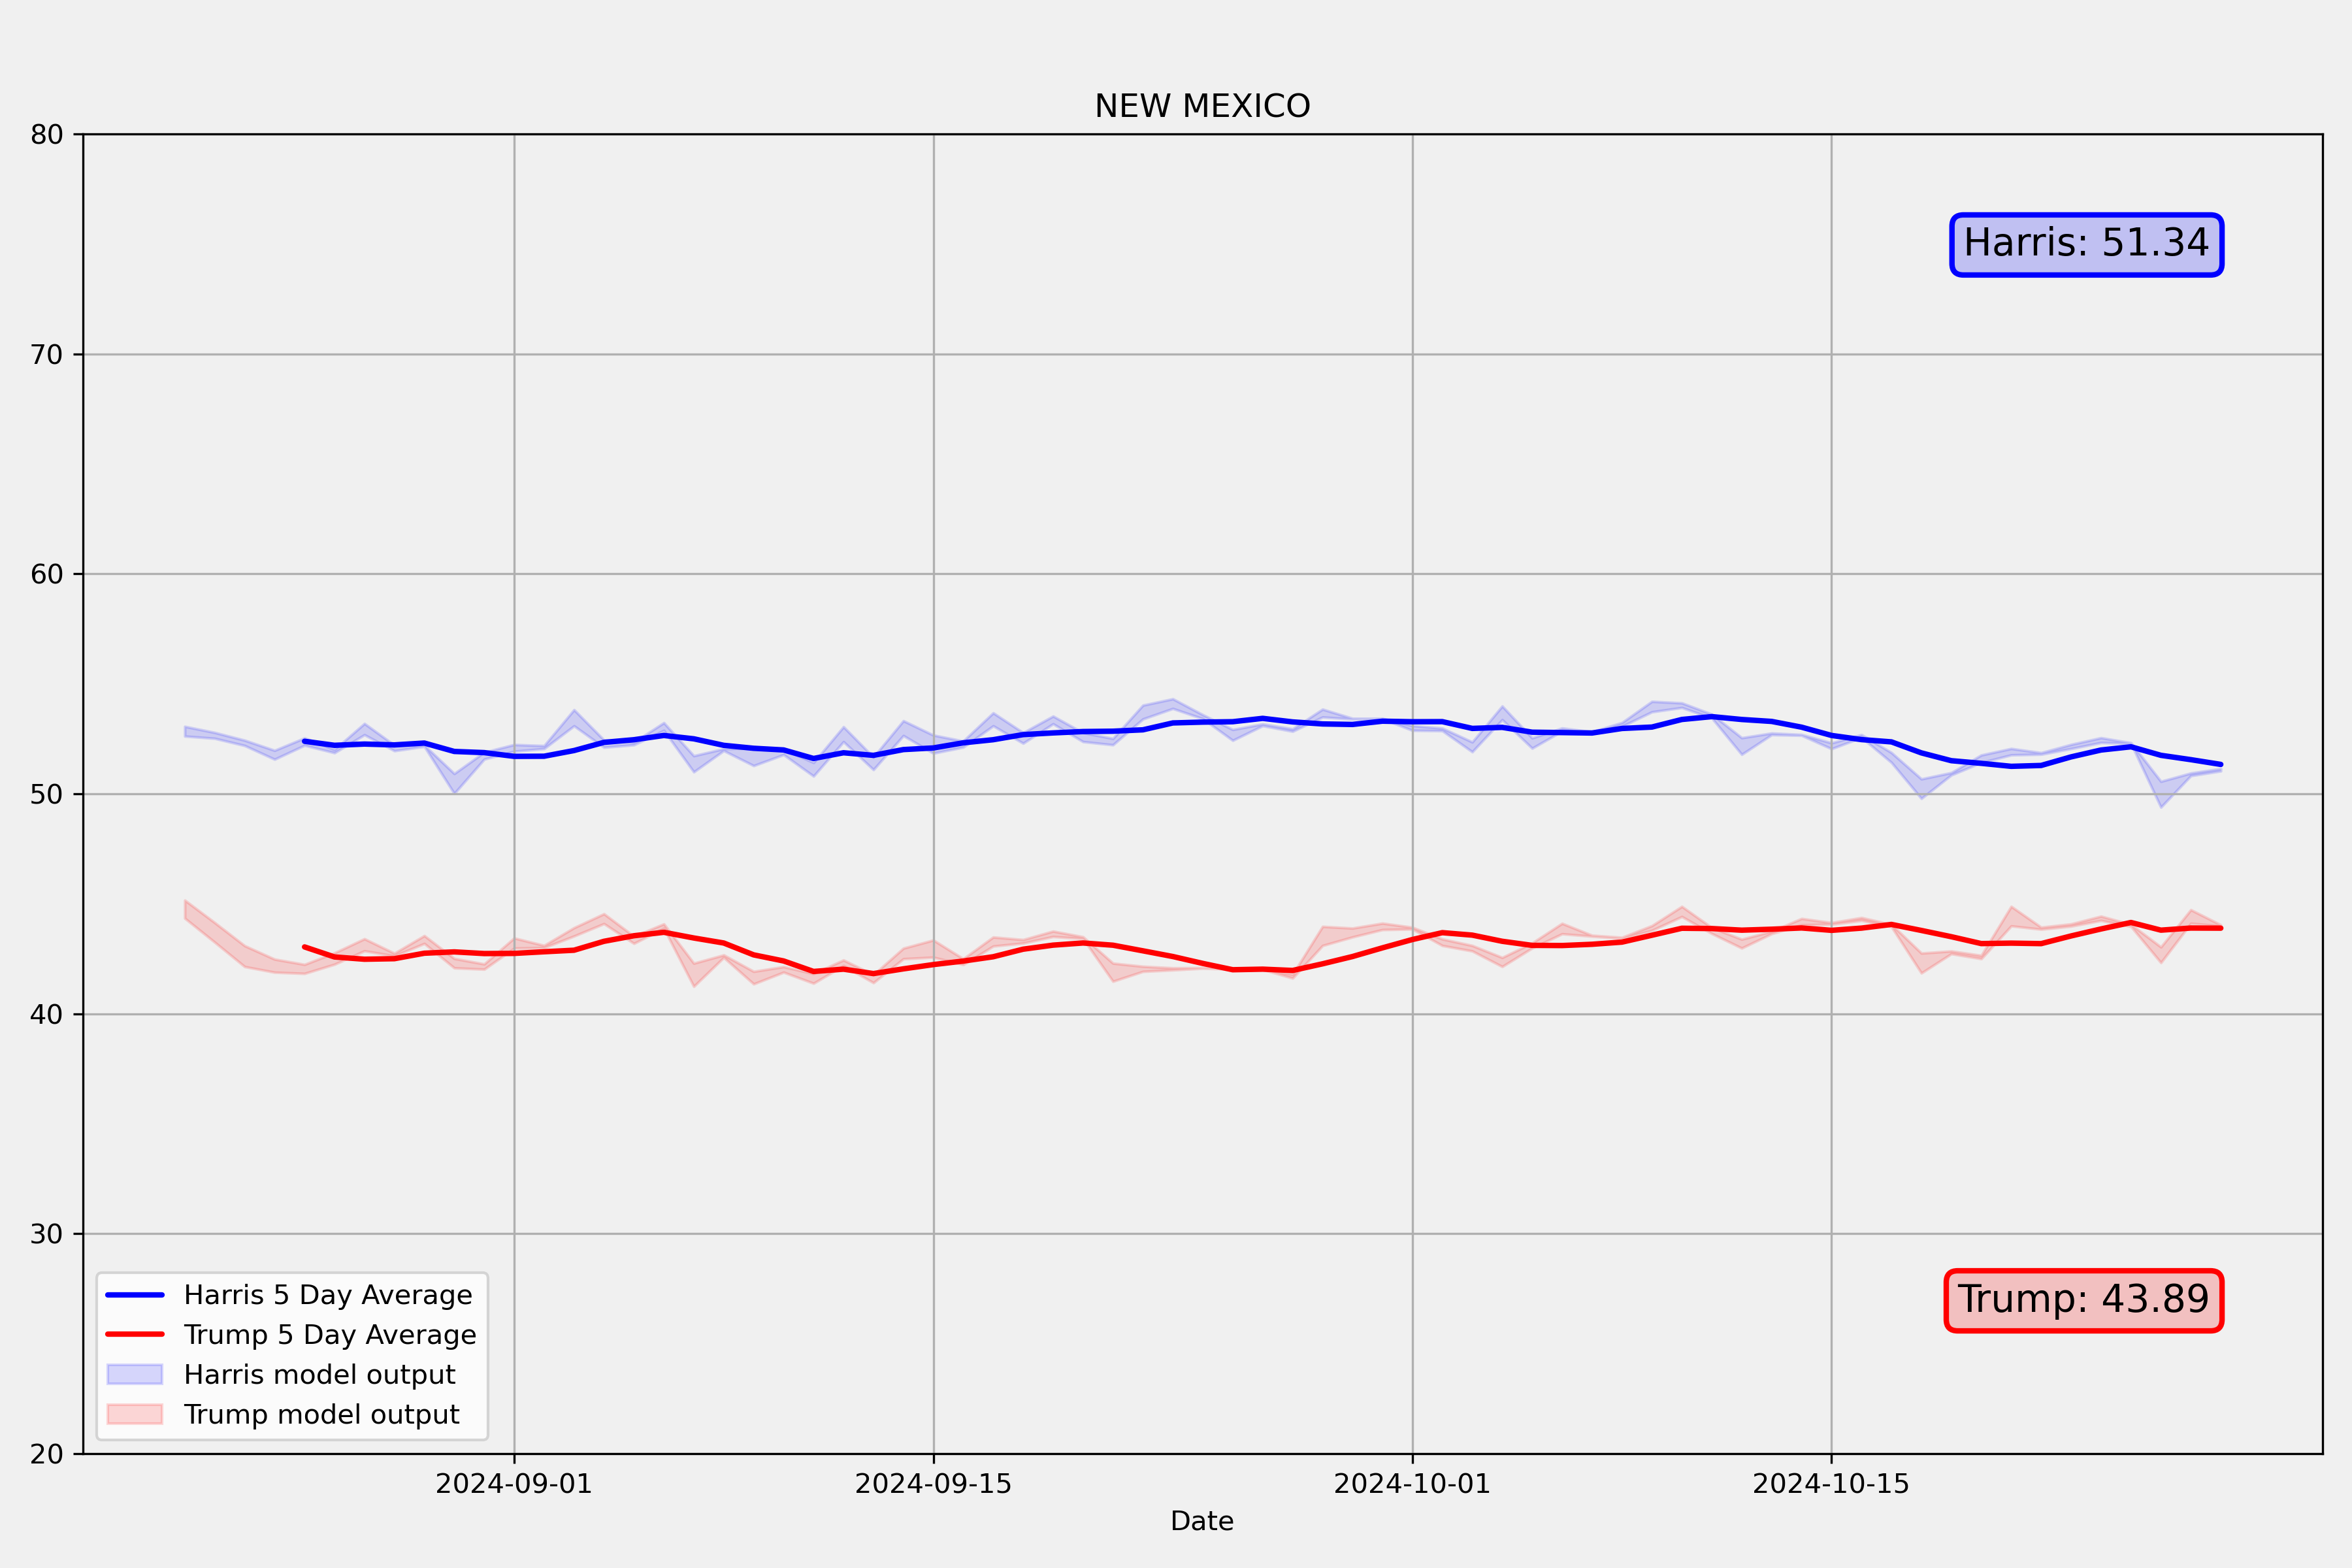 NEW MEXICO
80
70
60
50
40
30
20
Harris: 51.34
Trump: 43.89
Harris 5 Day Average
Trump 5 Day Average
Harris model output
Trump model output
2024-09-01
2024-09-15
2024-10-01
2024-10-15
Date